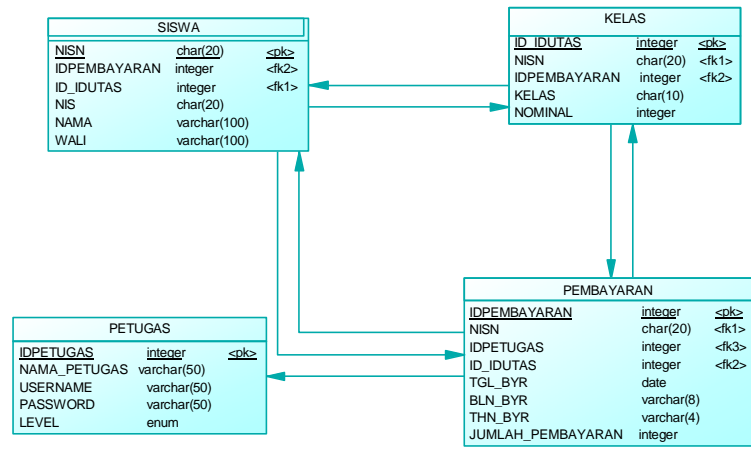 SISWA
NISN char(20) <pk>
IDPEMBAYARAN integer <fk2>
ID_IDUTAS integer <fk1>
NIS char(20)
NAMA varchar(100)
WALI varchar(100)
KELAS
ID_IDUTAS integer <pk>
NISN char(20) <fk1>
IDPEMBAYARAN integer <fk2>
KELAS char(10)
NOMINAL integer
PETUGAS
IDPETUGAS integer <pk>
NAMA_PETUGAS varchar(50)
USERNAME varchar(50)
PASSWORD varchar(50)
LEVEL enum
PEMBAYARAN
IDPEMBAYARAN integer <pk>
NISN char(20) <fk1>
IDPETUGAS integer <fk3>
ID_IDUTAS integer <fk2>
TGL_BYR date
BLN_BYR varchar(8)
THN_BYR varchar(4)
JUMLAH_PEMBAYARAN integer